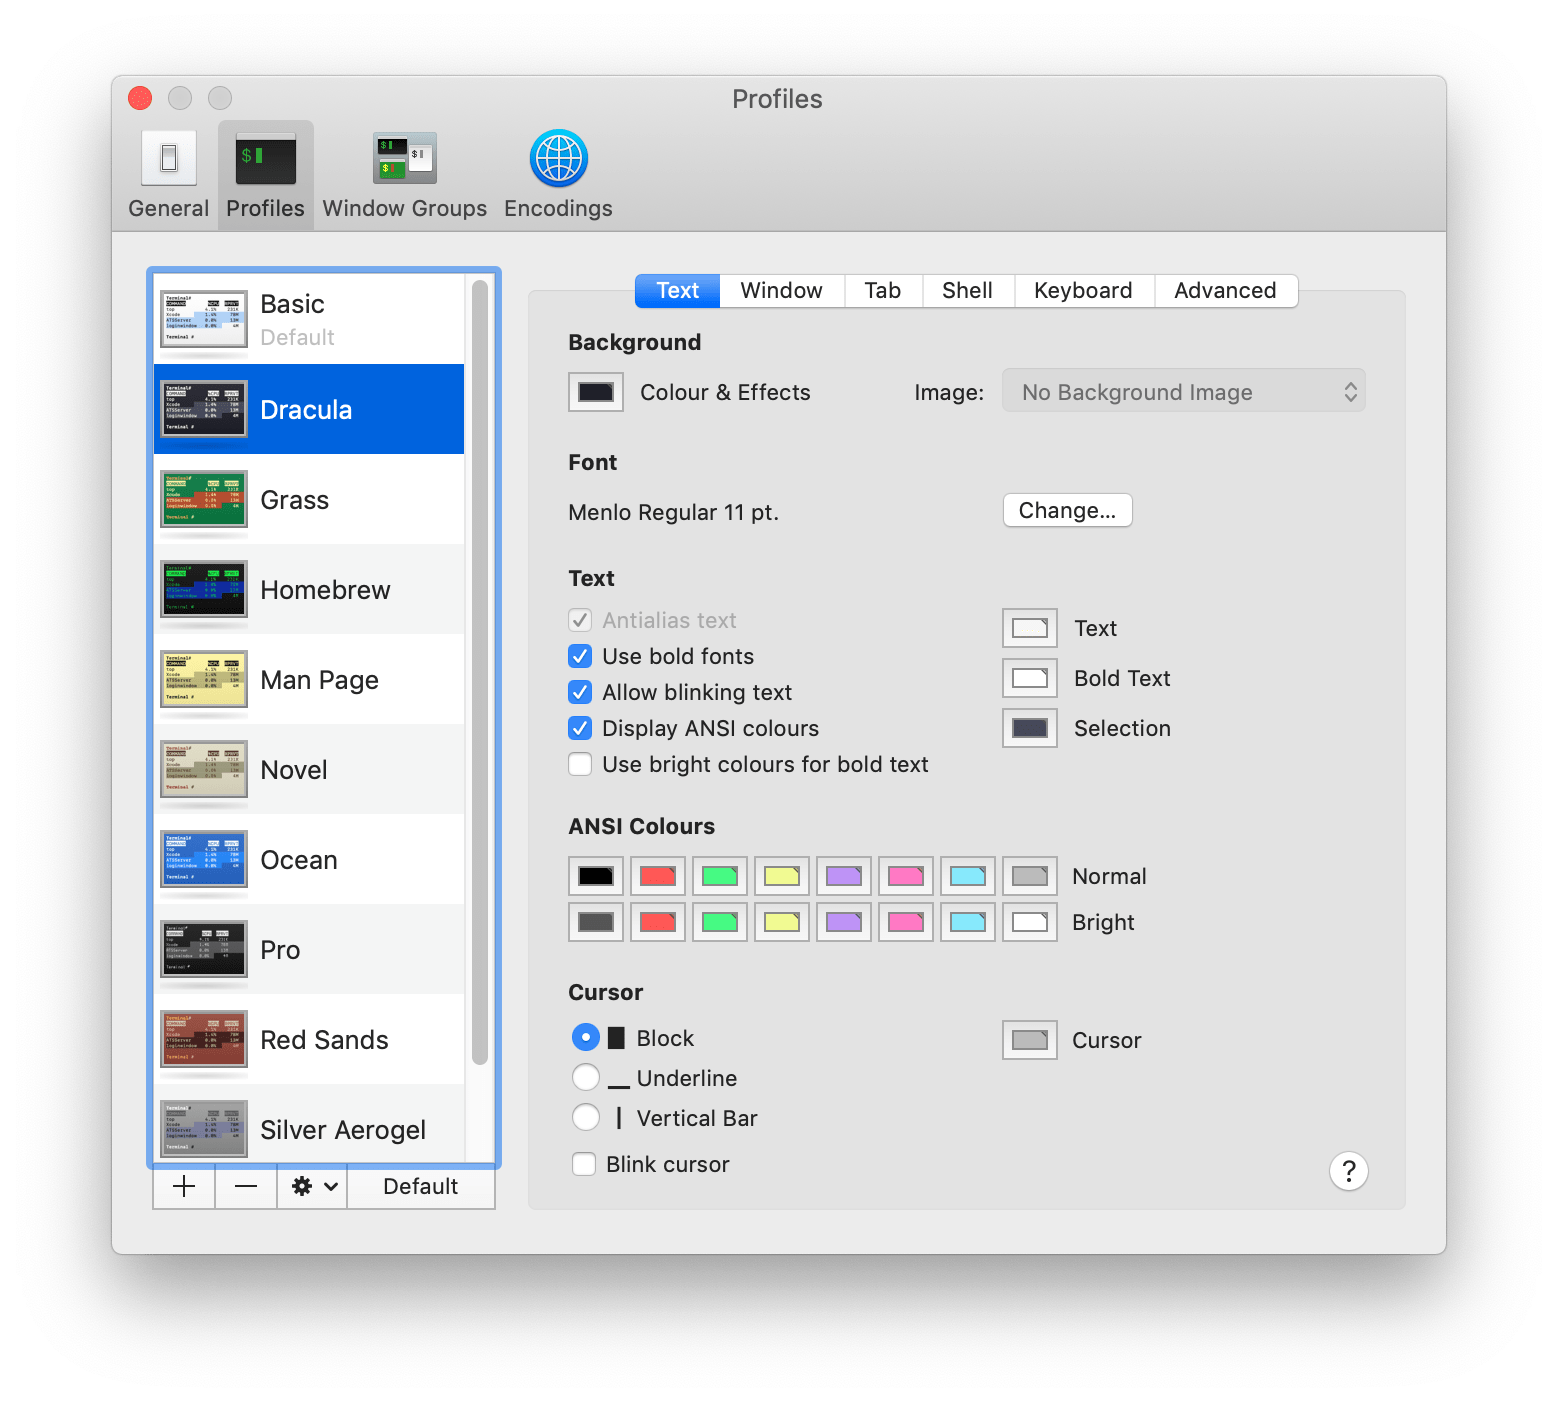 Profiles
General
Profiles
Window Groups
Encodings
Basic
Default
Dracula
Grass
Homebrew
Man Page
Novel
Ocean
Pro
Red Sands
Silver Aerogel
Default
Text Window Tab Shell Keyboard Advanced
Background
Colour & Effects
Image: No Background Image
Font
Menlo Regular 11 pt.
Change...
Text
Antialias text
Use bold fonts
Allow blinking text
Display ANSI colours
Use bright colours for bold text
Text
Bold Text
Selection
ANSI Colours
Normal
Bright
Cursor
Block
Underline
Vertical Bar
Blink cursor
Cursor
?